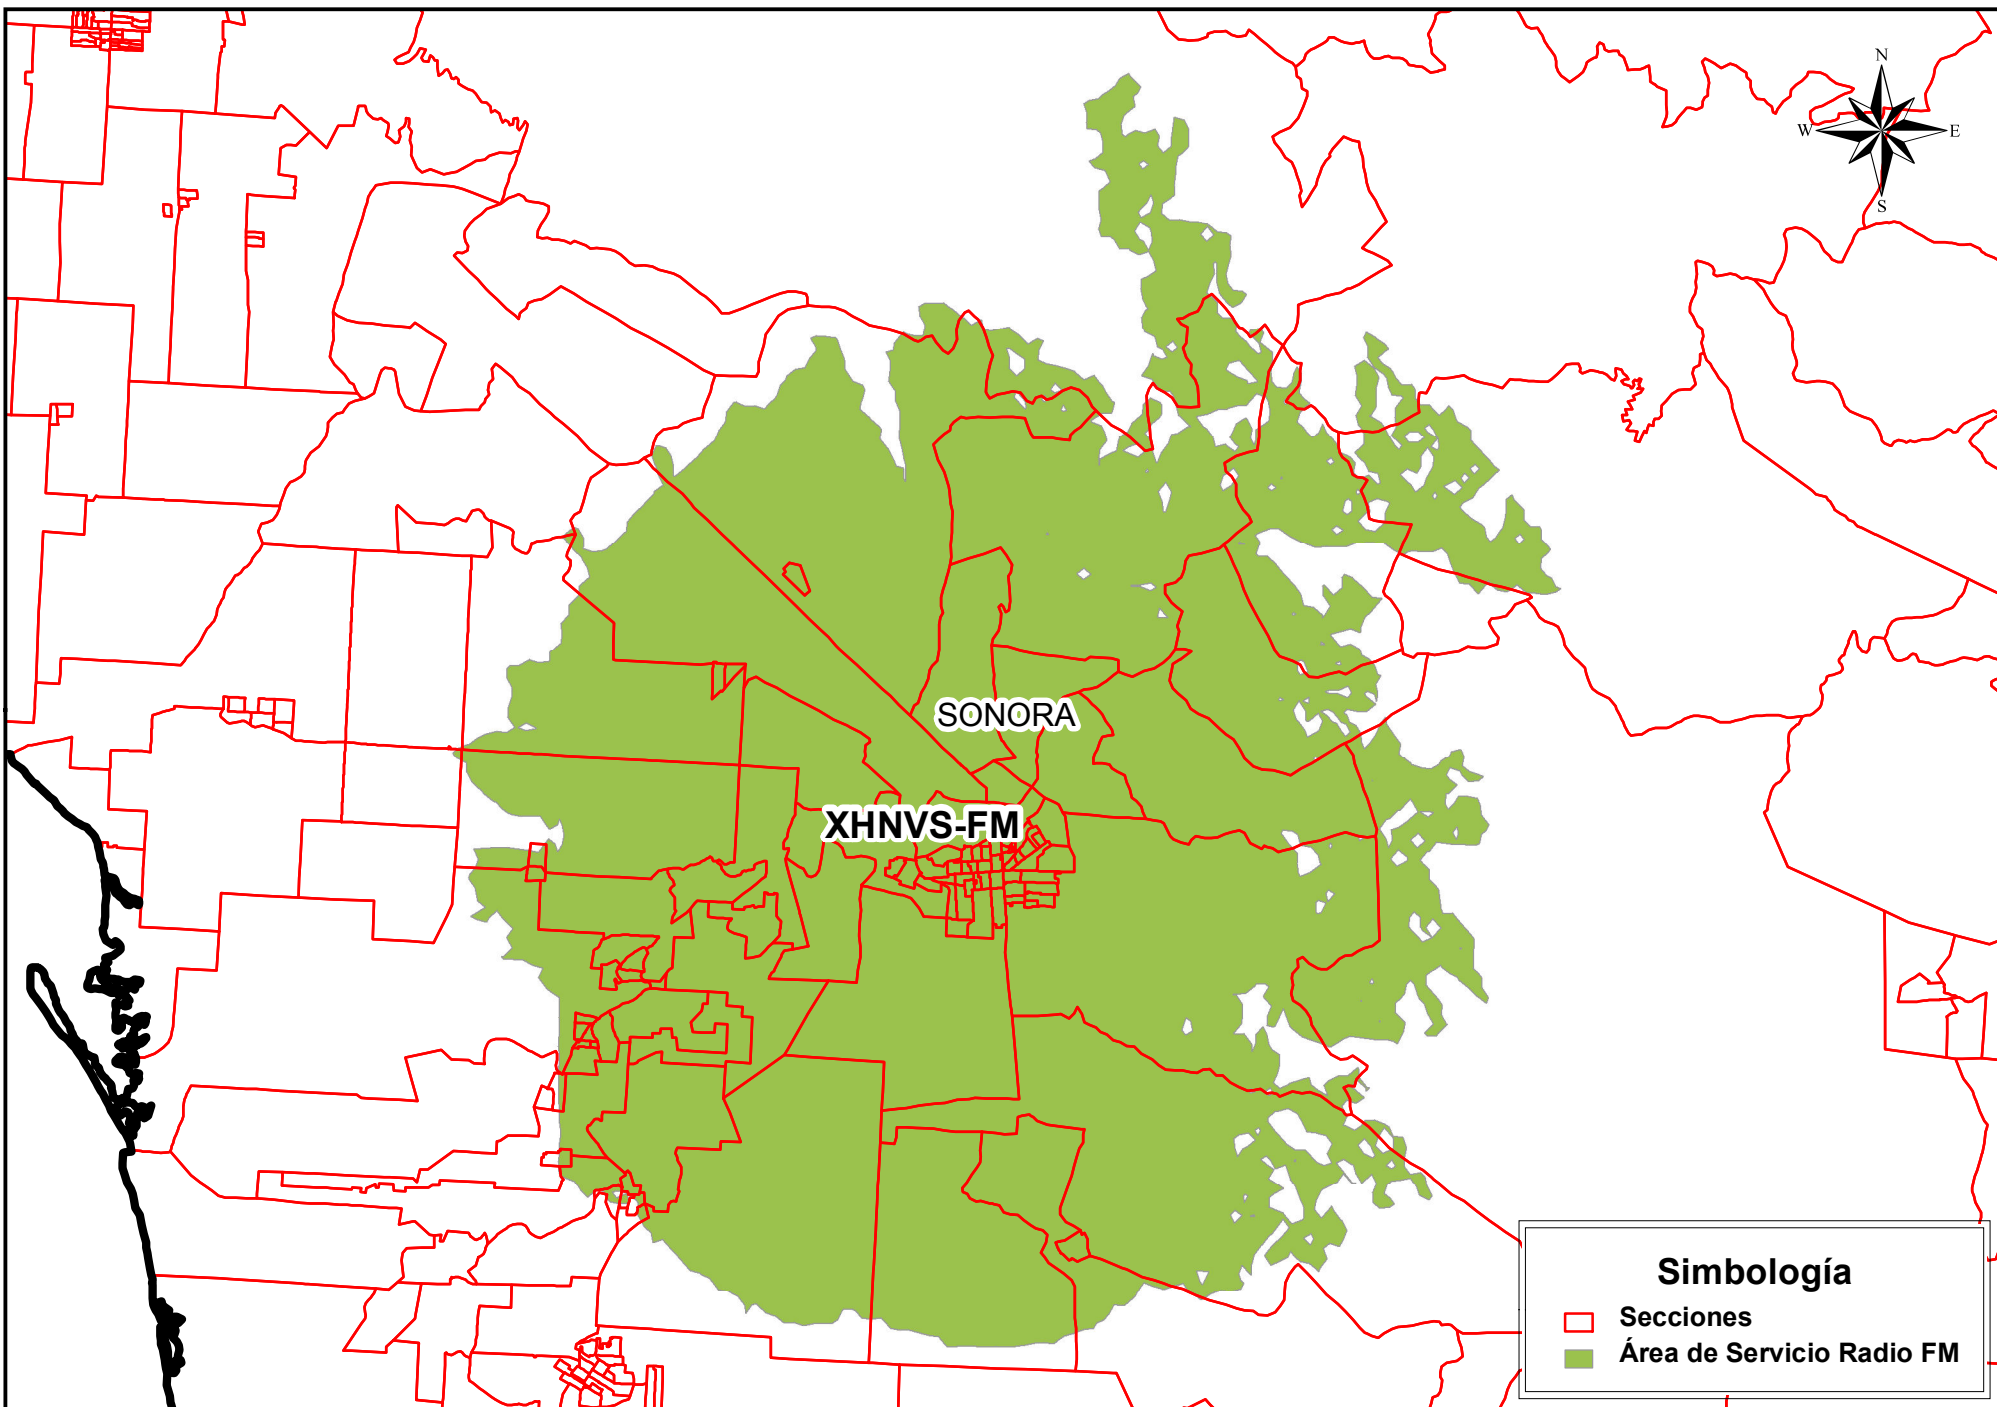 N
W E
S
SONORA
XHNVS-FM
Simbología
Secciones
Área de Servicio Radio FM